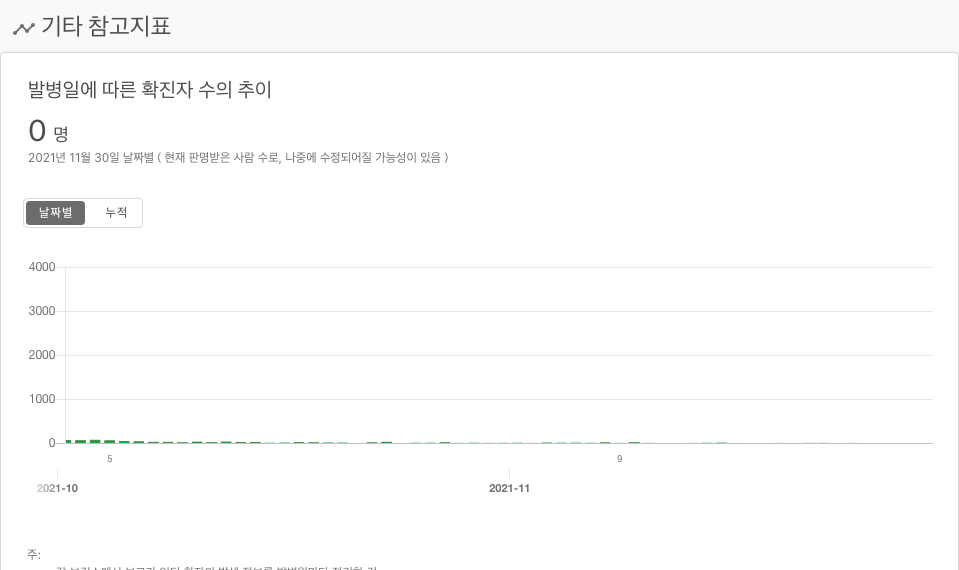 기타 참고지표
발병일에 따른 확진자 수의 추이
0 명
2021년 11월 30일 날짜별 ( 현재 판명받은 사람 수로, 나중에 수정되어질 가능성이 있음 )
날짜별 누적
4000
3000
2000
1000
0
5 9
2021-10 2021-11
주: